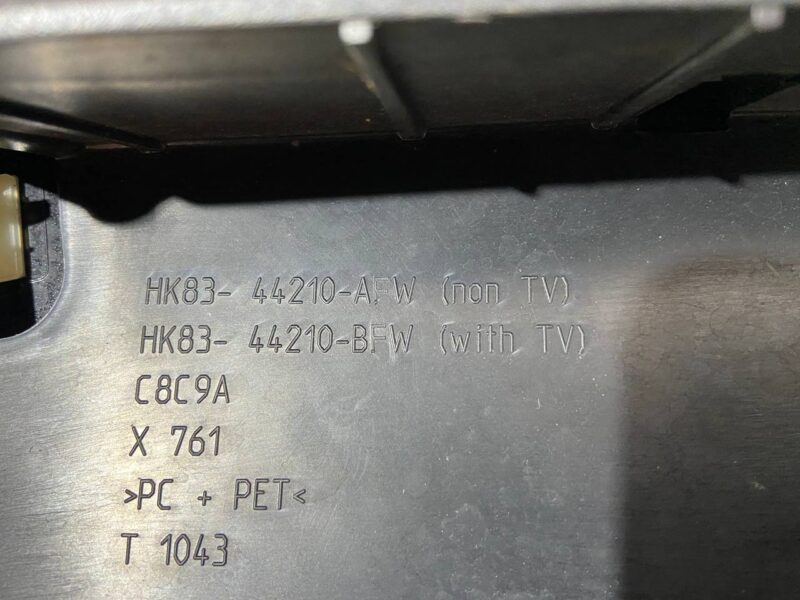 HK83- 44210-AFW (non TV)
HK83- 44210-BFW (with TV)
C8C9A
X 761
>PC + PET<
T 1043